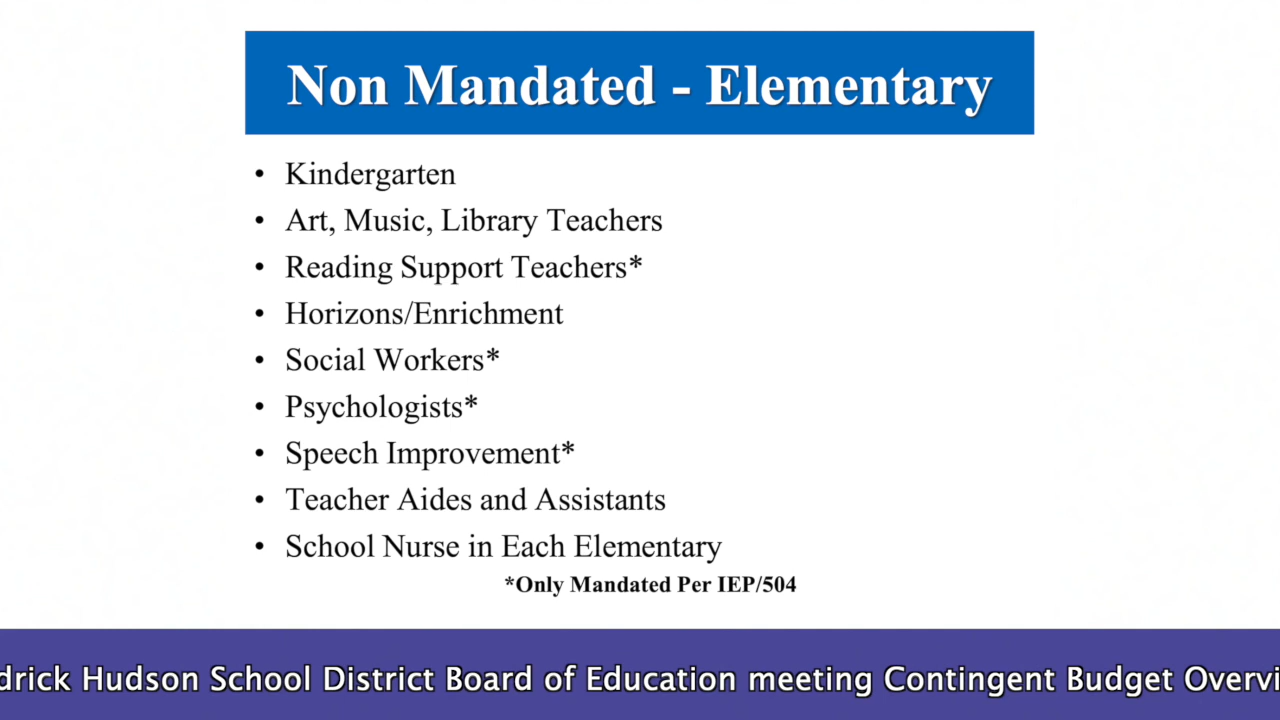 Non Mandated - Elementary
• Kindergarten
• Art, Music, Library Teachers
• Reading Support Teachers*
• Horizons/Enrichment
• Social Workers*
• Psychologists*
• Speech Improvement*
• Teacher Aides and Assistants
• School Nurse in Each Elementary
*Only Mandated Per IEP/504
drick Hudson School District Board of Education meeting Contingent Budget Overvi